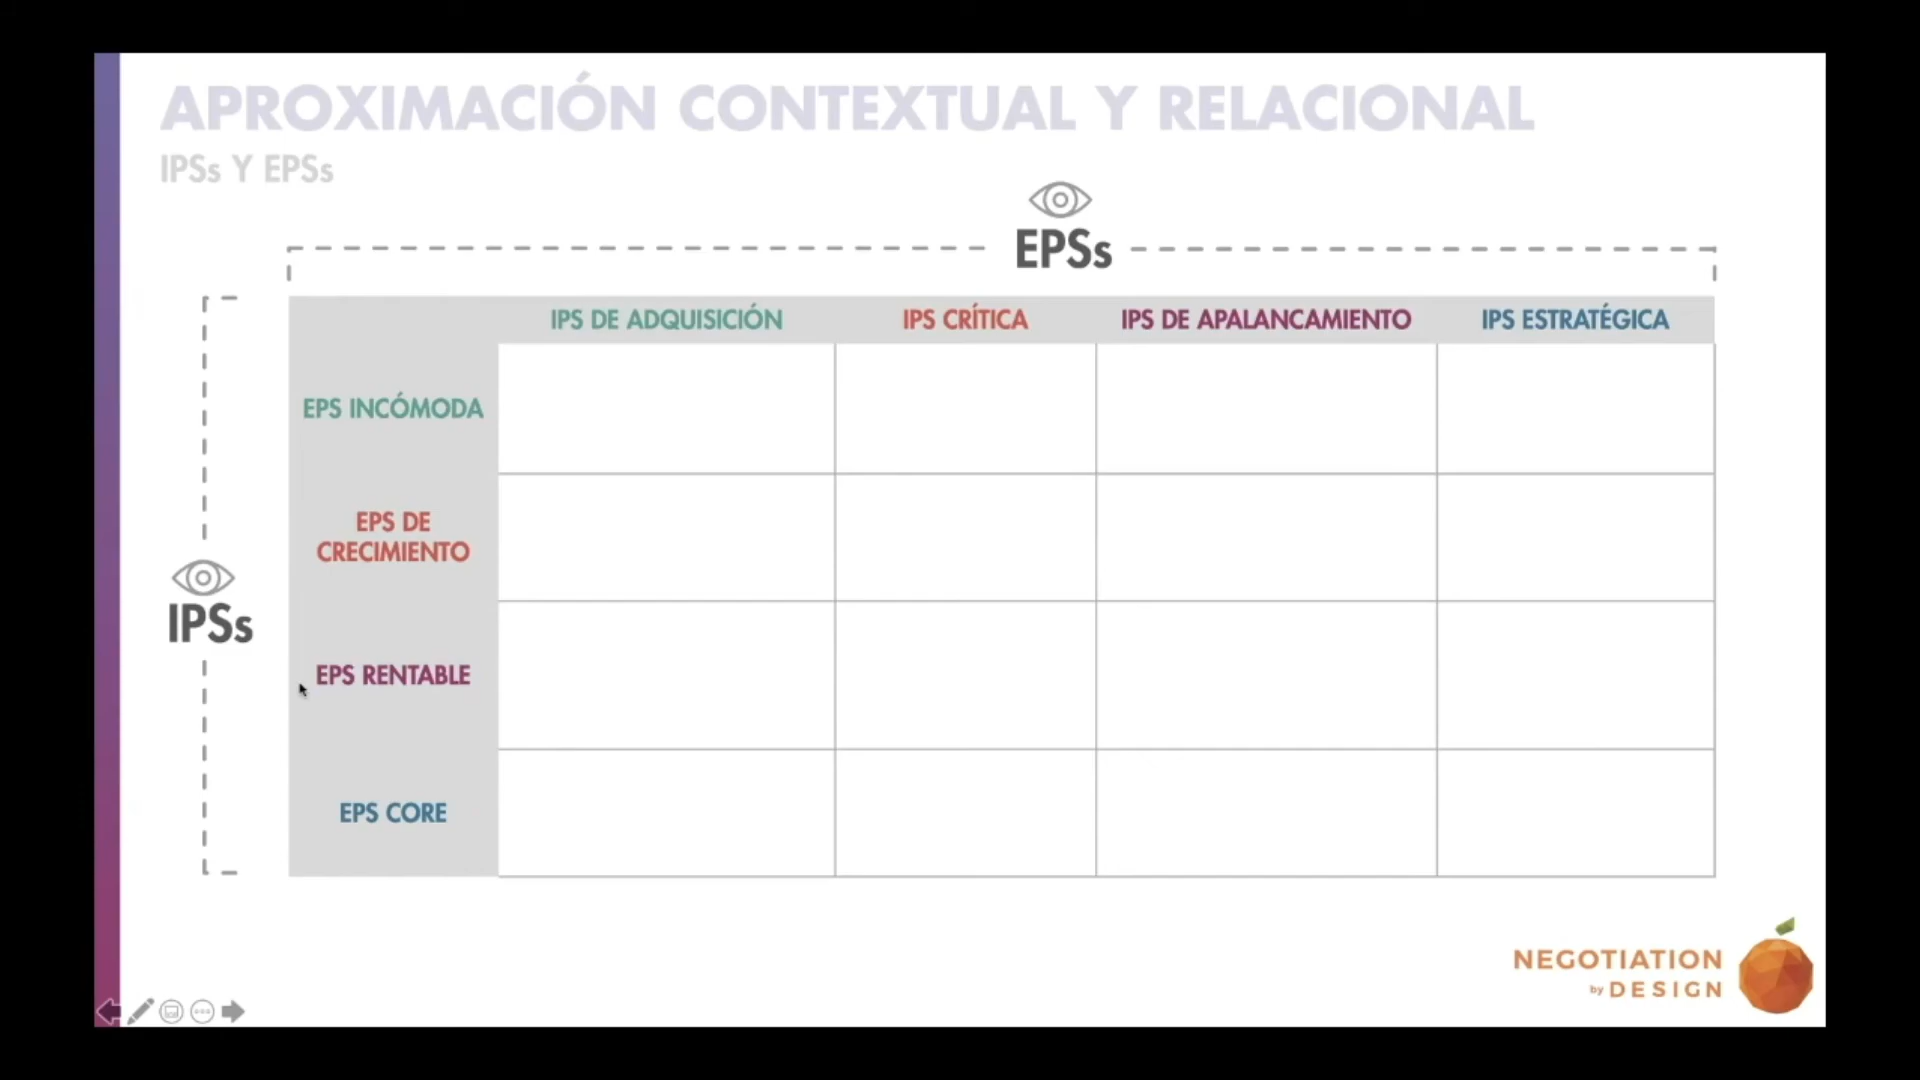 APROXIMACIÓN CONTEXTUAL Y RELACIONAL
IPSs Y EPSs
EPSs
IPS DE ADQUISICIÓN
IPS CRÍTICA
IPS DE APALANCAMIENTO
IPS ESTRATÉGICA
EPS INCÓMODA
EPS DE
CRECIMIENTO
IPSs
EPS RENTABLE
EPS CORE
NEGOTIATION
by DESIGN